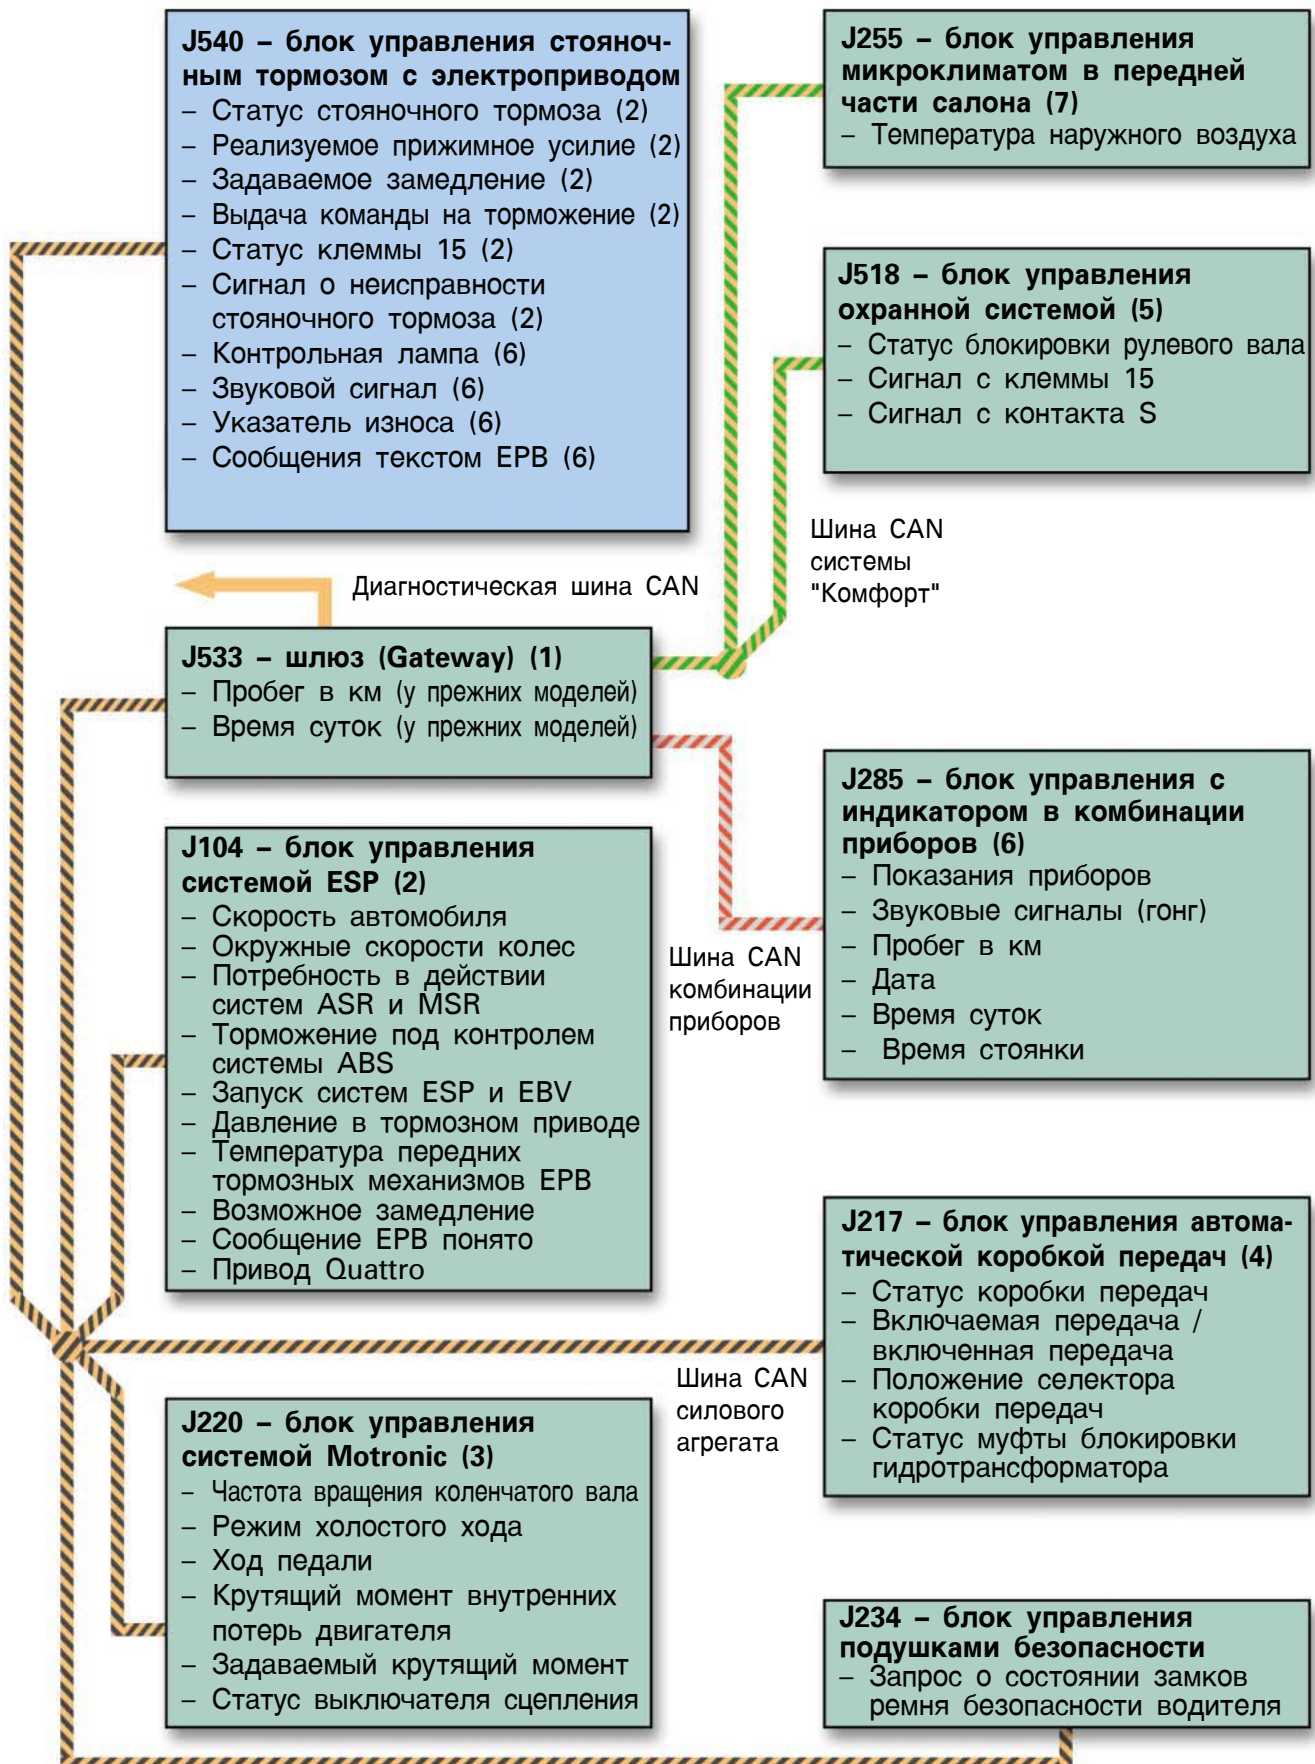 J540 – блок управления стояноч-
ным тормозом с электроприводом
– Статус стояночного тормоза (2)
– Реализуемое прижимное усилие (2)
– Задаваемое замедление (2)
– Выдача команды на торможение (2)
– Статус клеммы 15 (2)
– Сигнал о неисправности
стояночного тормоза (2)
– Контрольная лампа (6)
– Звуковой сигнал (6)
– Указатель износа (6)
– Сообщения текстом EPB (6)
J255 – блок управления
микроклиматом в передней
части салона (7)
– Температура наружного воздуха
J518 – блок управления
охранной системой (5)
– Статус блокировки рулевого вала
– Сигнал с клеммы 15
– Сигнал с контакта S
Шина CAN
системы
"Комфорт"
Диагностическая шина CAN
J533 – шлюз (Gateway) (1)
– Пробег в км (у прежних моделей)
– Время суток (у прежних моделей)
J285 – блок управления с
индикатором в комбинации
приборов (6)
– Показания приборов
– Звуковые сигналы (гонг)
– Пробег в км
– Дата
– Время суток
– Время стоянки
Шина CAN
комбинации
приборов
J104 – блок управления
системой ESP (2)
– Скорость автомобиля
– Окружные скорости колес
– Потребность в действии
систем ASR и MSR
– Торможение под контролем
системы ABS
– Запуск систем ESP и EBV
– Давление в тормозном приводе
– Температура передних
тормозных механизмов EPB
– Возможное замедление
– Сообщение EPB понято
– Привод Quattro
J217 – блок управления автома-
тической коробкой передач (4)
– Статус коробки передач
– Включаемая передача /
включенная передача
– Положение селектора
коробки передач
– Статус муфты блокировки
гидротрансформатора
Шина CAN
силового
агрегата
J220 – блок управления
системой Motronic (3)
– Частота вращения коленчатого вала
– Режим холостого хода
– Ход педали
– Крутящий момент внутренних
потерь двигателя
– Задаваемый крутящий момент
– Статус выключателя сцепления
J234 – блок управления
подушками безопасности
– Запрос о состоянии замков
ремня безопасности водителя